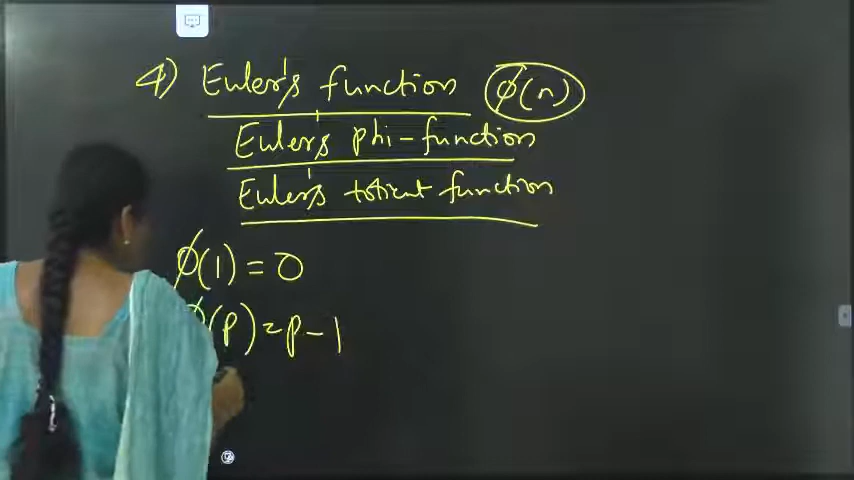 4) Euler's function φ(n)
Euler's phi-function
Euler's totient function
φ(1) = 0
φ(p) = p - 1